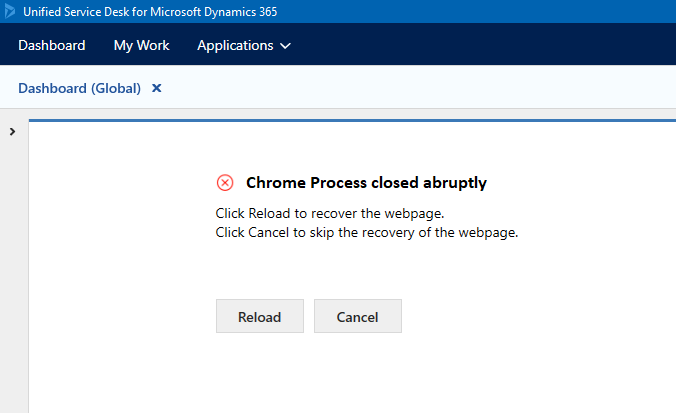 Unified Service Desk for Microsoft Dynamics 365
Dashboard My Work Applications
Dashboard (Global)
Chrome Process closed abruptly
Click Reload to recover the webpage.
Click Cancel to skip the recovery of the webpage.
Reload Cancel